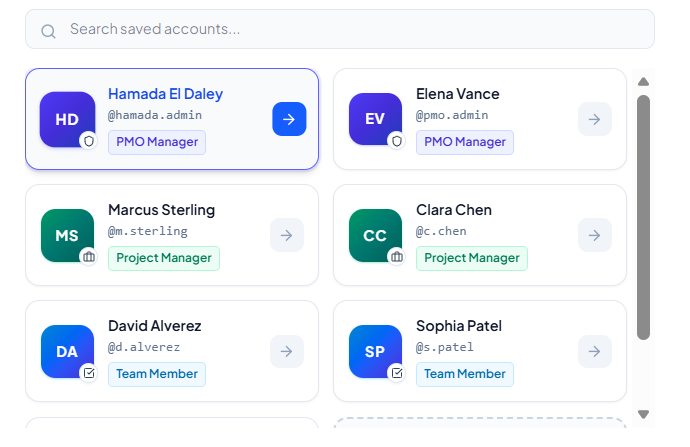 Search saved accounts...
HD
Hamada El Daley
@hamada.admin
PMO Manager
EV
Elena Vance
@pmo.admin
PMO Manager
MS
Marcus Sterling
@m.sterling
Project Manager
CC
Clara Chen
@c.chen
Project Manager
DA
David Alverez
@d.alverez
Team Member
SP
Sophia Patel
@s.patel
Team Member